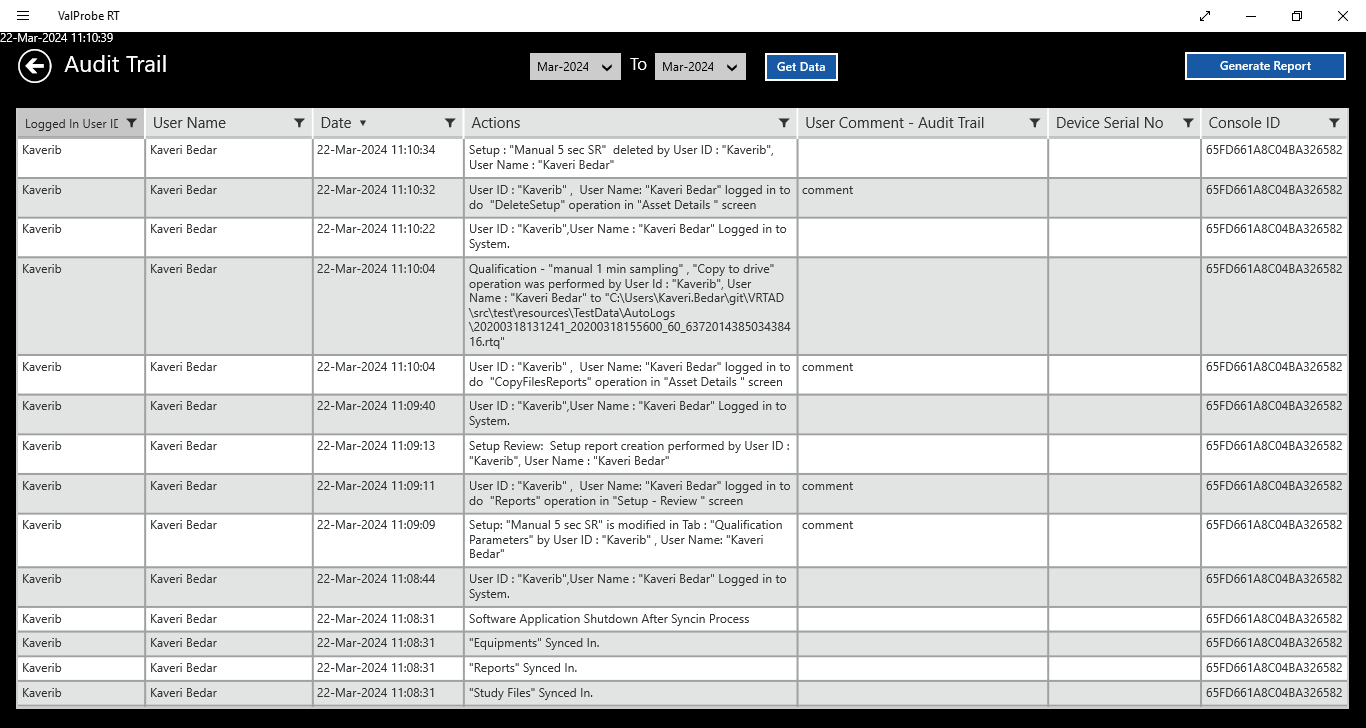 ValProbe RT
22-Mar-2024 11:10:39
Audit Trail
Mar-2024 To Mar-2024 Get Data Generate Report
Logged In User ID User Name Date Actions User Comment - Audit Trail Device Serial No Console ID
Kaverib Kaveri Bedar 22-Mar-2024 11:10:34 Setup : "Manual 5 sec SR"  deleted by User ID : "Kaverib", 65FD661A8C04BA326582
User Name : "Kaveri Bedar"
Kaverib Kaveri Bedar 22-Mar-2024 11:10:32 User ID : "Kaverib" ,  User Name: "Kaveri Bedar" logged in to comment 65FD661A8C04BA326582
do  "DeleteSetup" operation in "Asset Details " screen
Kaverib Kaveri Bedar 22-Mar-2024 11:10:22 User ID : "Kaverib",User Name : "Kaveri Bedar" Logged in to 65FD661A8C04BA326582
System.
Kaverib Kaveri Bedar 22-Mar-2024 11:10:04 Qualification - "manual 1 min sampling" , "Copy to drive" 65FD661A8C04BA326582
operation was performed by User Id : "Kaverib", User
Name : "Kaveri Bedar" to "C:\Users\Kaveri.Bedar\git\VRTAD
\src\test\resources\TestData\AutoLogs
\20200318131241_20200318155600_60_6372014385034384
16.rtq"
Kaverib Kaveri Bedar 22-Mar-2024 11:10:04 User ID : "Kaverib" ,  User Name: "Kaveri Bedar" logged in to comment 65FD661A8C04BA326582
do  "CopyFilesReports" operation in "Asset Details " screen
Kaverib Kaveri Bedar 22-Mar-2024 11:09:40 User ID : "Kaverib",User Name : "Kaveri Bedar" Logged in to 65FD661A8C04BA326582
System.
Kaverib Kaveri Bedar 22-Mar-2024 11:09:13 Setup Review:  Setup report creation performed by User ID : 65FD661A8C04BA326582
"Kaverib", User Name : "Kaveri Bedar"
Kaverib Kaveri Bedar 22-Mar-2024 11:09:11 User ID : "Kaverib" ,  User Name: "Kaveri Bedar" logged in to comment 65FD661A8C04BA326582
do  "Reports" operation in "Setup - Review " screen
Kaverib Kaveri Bedar 22-Mar-2024 11:09:09 Setup: "Manual 5 sec SR" is modified in Tab : "Qualification comment 65FD661A8C04BA326582
Parameters" by User ID : "Kaverib" , User Name: "Kaveri
Bedar"
Kaverib Kaveri Bedar 22-Mar-2024 11:08:44 User ID : "Kaverib",User Name : "Kaveri Bedar" Logged in to 65FD661A8C04BA326582
System.
Kaverib Kaveri Bedar 22-Mar-2024 11:08:31 Software Application Shutdown After Syncin Process 65FD661A8C04BA326582
Kaverib Kaveri Bedar 22-Mar-2024 11:08:31 "Equipments" Synced In. 65FD661A8C04BA326582
Kaverib Kaveri Bedar 22-Mar-2024 11:08:31 "Reports" Synced In. 65FD661A8C04BA326582
Kaverib Kaveri Bedar 22-Mar-2024 11:08:31 "Study Files" Synced In. 65FD661A8C04BA326582